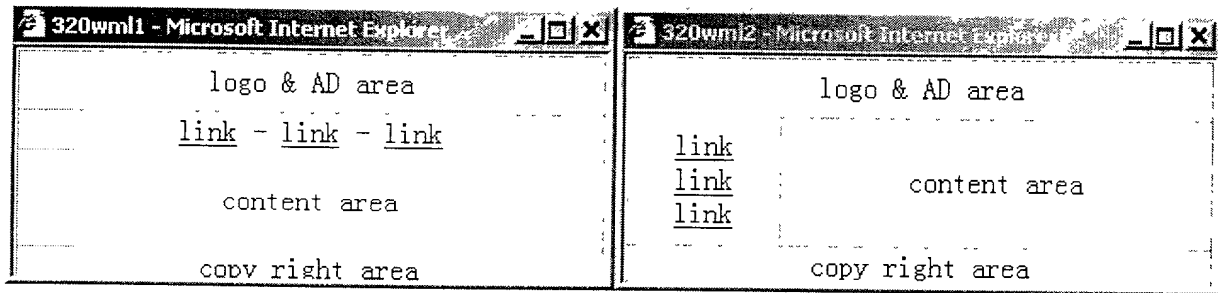 320wml1 - Microsoft Internet Explorer
logo & AD area
link - link - link
content area
copy right area
320wml2 - Microsoft Internet Explorer
logo & AD area
link
link
link
content area
copy right area